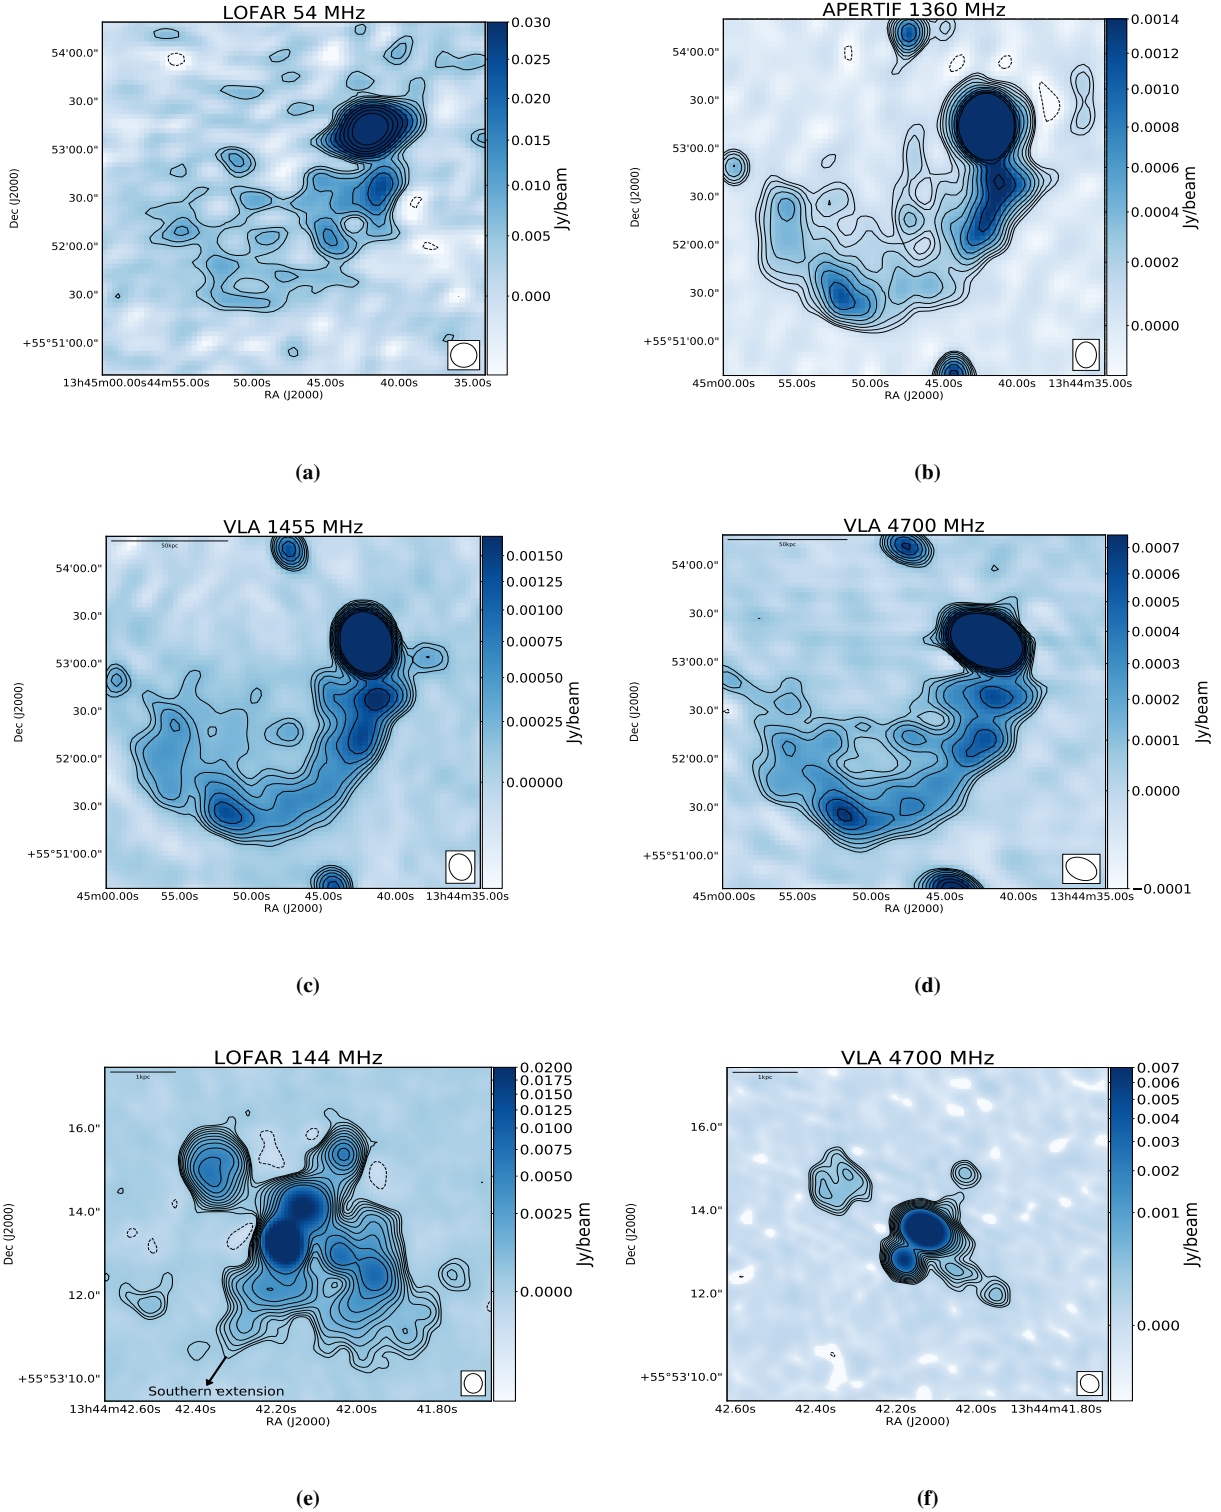 LOFAR 54 MHz
0.030
54'00.0"
0.025
30.0"
0.020
0.015
53'00.0"
0.010
30.0"
0.005
52'00.0"
0.000
30.0"
+55°51'00.0"
Dec (J2000)
Jy/beam
13h45m00.00s44m55.00s 50.00s 45.00s 40.00s 35.00s
RA (J2000)
(a)
APERTIF 1360 MHz
0.0014
54'00.0"
0.0012
30.0"
0.0010
0.0008
53'00.0"
0.0006
30.0"
0.0004
52'00.0"
0.0002
30.0"
0.0000
+55°51'00.0"
Dec (J2000)
Jy/beam
45m00.00s 55.00s 50.00s 45.00s 40.00s 13h44m35.00s
RA (J2000)
(b)
VLA 1455 MHz
50kpc
0.00150
54'00.0"
0.00125
30.0"
0.00100
0.00075
53'00.0"
0.00050
30.0"
0.00025
52'00.0"
0.00000
30.0"
+55°51'00.0"
Dec (J2000)
Jy/beam
45m00.00s 55.00s 50.00s 45.00s 40.00s 13h44m35.00s
RA (J2000)
(c)
VLA 4700 MHz
50kpc
0.0007
54'00.0"
0.0006
0.0005
30.0"
0.0004
0.0003
53'00.0"
0.0002
30.0"
0.0001
52'00.0"
0.0000
30.0"
+55°51'00.0"
−0.0001
Dec (J2000)
Jy/beam
45m00.00s 55.00s 50.00s 45.00s 40.00s 13h44m35.00s
RA (J2000)
(d)
LOFAR 144 MHz
1kpc
0.0200
0.0175
0.0150
0.0125
16.0"
0.0100
0.0075
0.0050
14.0"
0.0025
12.0"
0.0000
+55°53'10.0"
Southern extension
Dec (J2000)
Jy/beam
13h44m42.60s 42.40s 42.20s 42.00s 41.80s
RA (J2000)
(e)
VLA 4700 MHz
1kpc
0.007
0.006
0.005
16.0"
0.004
0.003
0.002
14.0"
0.001
12.0"
0.000
+55°53'10.0"
Dec (J2000)
Jy/beam
42.60s 42.40s 42.20s 42.00s 13h44m41.80s
RA (J2000)
(f)